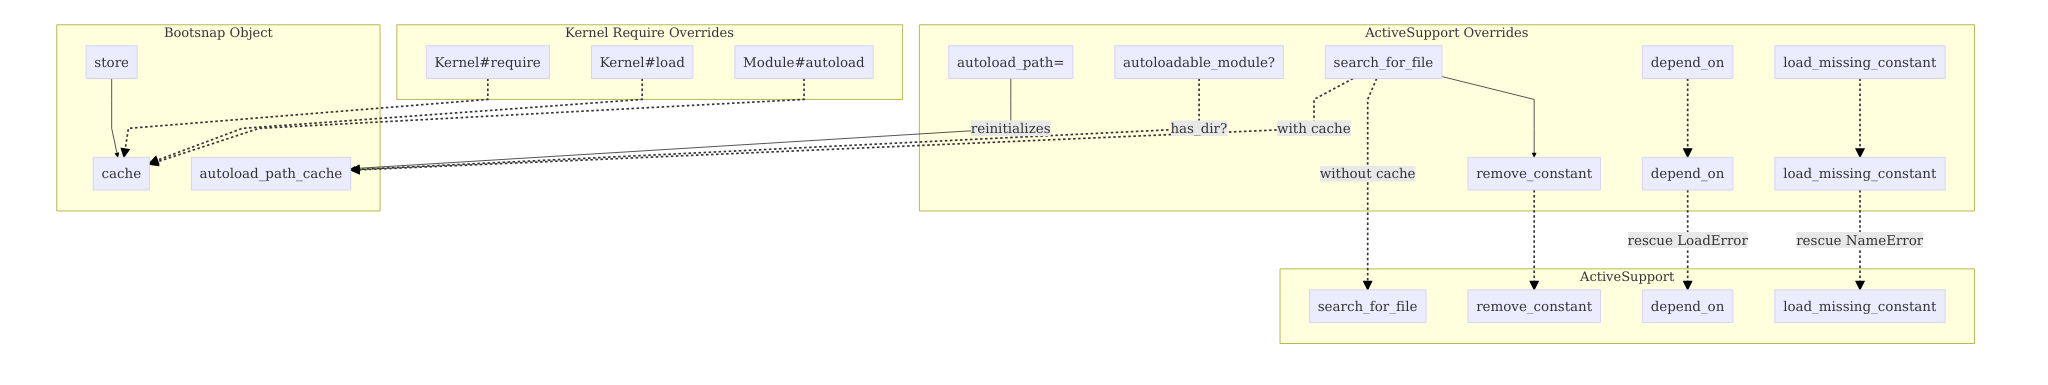 Bootsnap Object
Kernel Require Overrides
ActiveSupport Overrides
store
Kernel#require
Kernel#load
Module#autoload
autoload_path=
autoloadable_module?
search_for_file
depend_on
load_missing_constant
reinitializes
has_dir?
with cache
cache
autoload_path_cache
without cache
remove_constant
depend_on
load_missing_constant
rescue LoadError
rescue NameError
ActiveSupport
search_for_file
remove_constant
depend_on
load_missing_constant